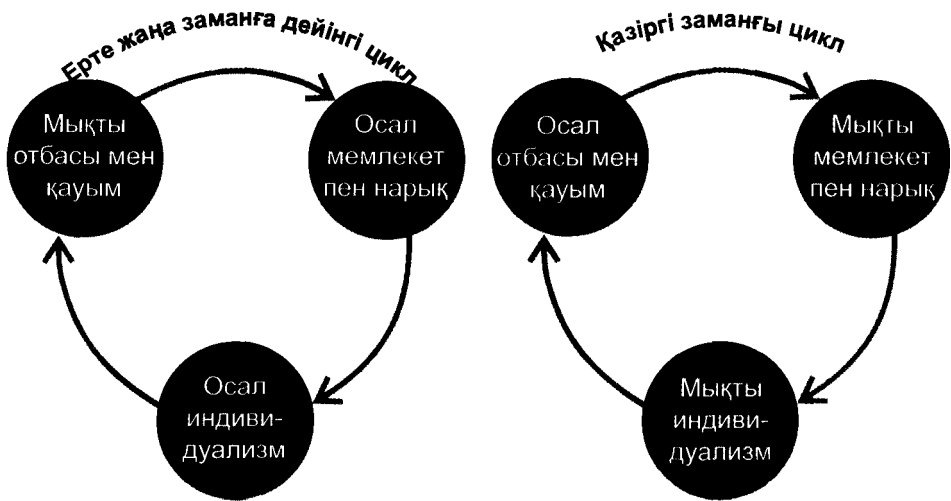 Ерте жаңа заманға дейінгі цикл
Мықты
отбасы мен
қауым
Осал
мемлекет
пен нарық
Осал
индиви-
дуализм
Қазіргі заманғы цикл
Осал
отбасы мен
қауым
Мықты
мемлекет
пен нарық
Мықты
индиви-
дуализм